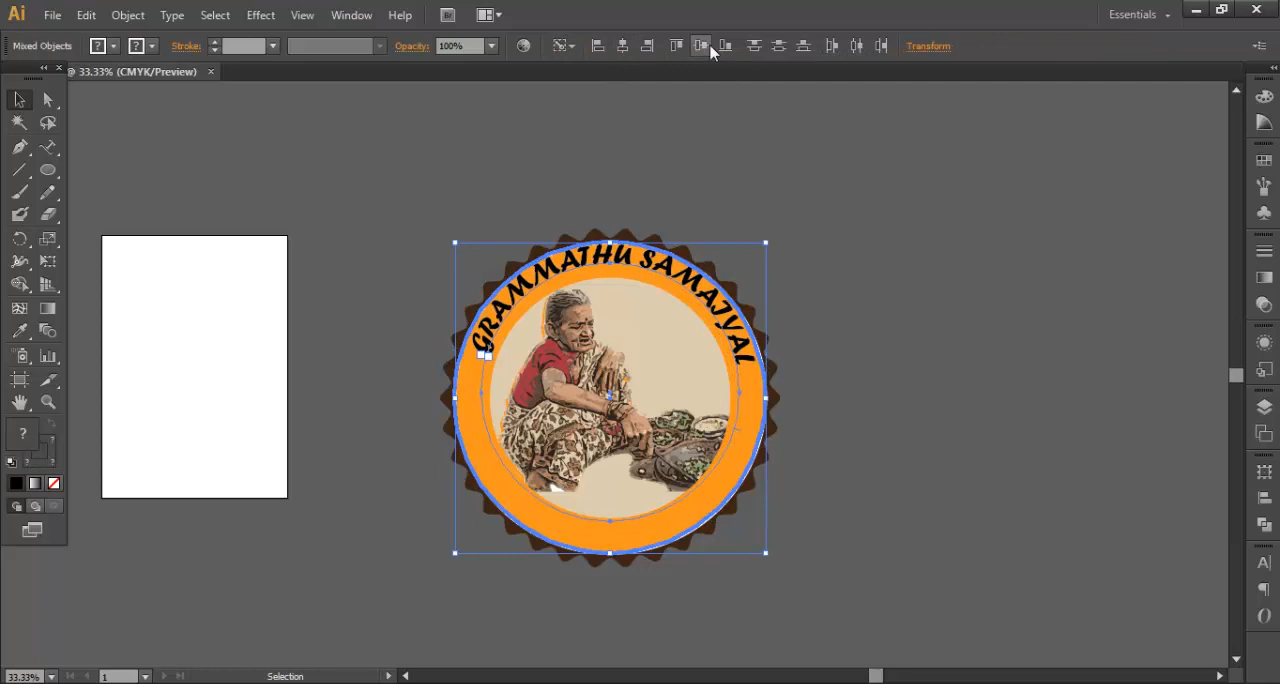 Ai File Edit Object Type Select Effect View Window Help Br Essentials
Mixed Objects ? ? Stroke: Opacity: 100% Transform
@ 33.33% (CMYK/Preview) ×
GRAMMATHU SAMAIYAL
?
33.33% 1 Selection